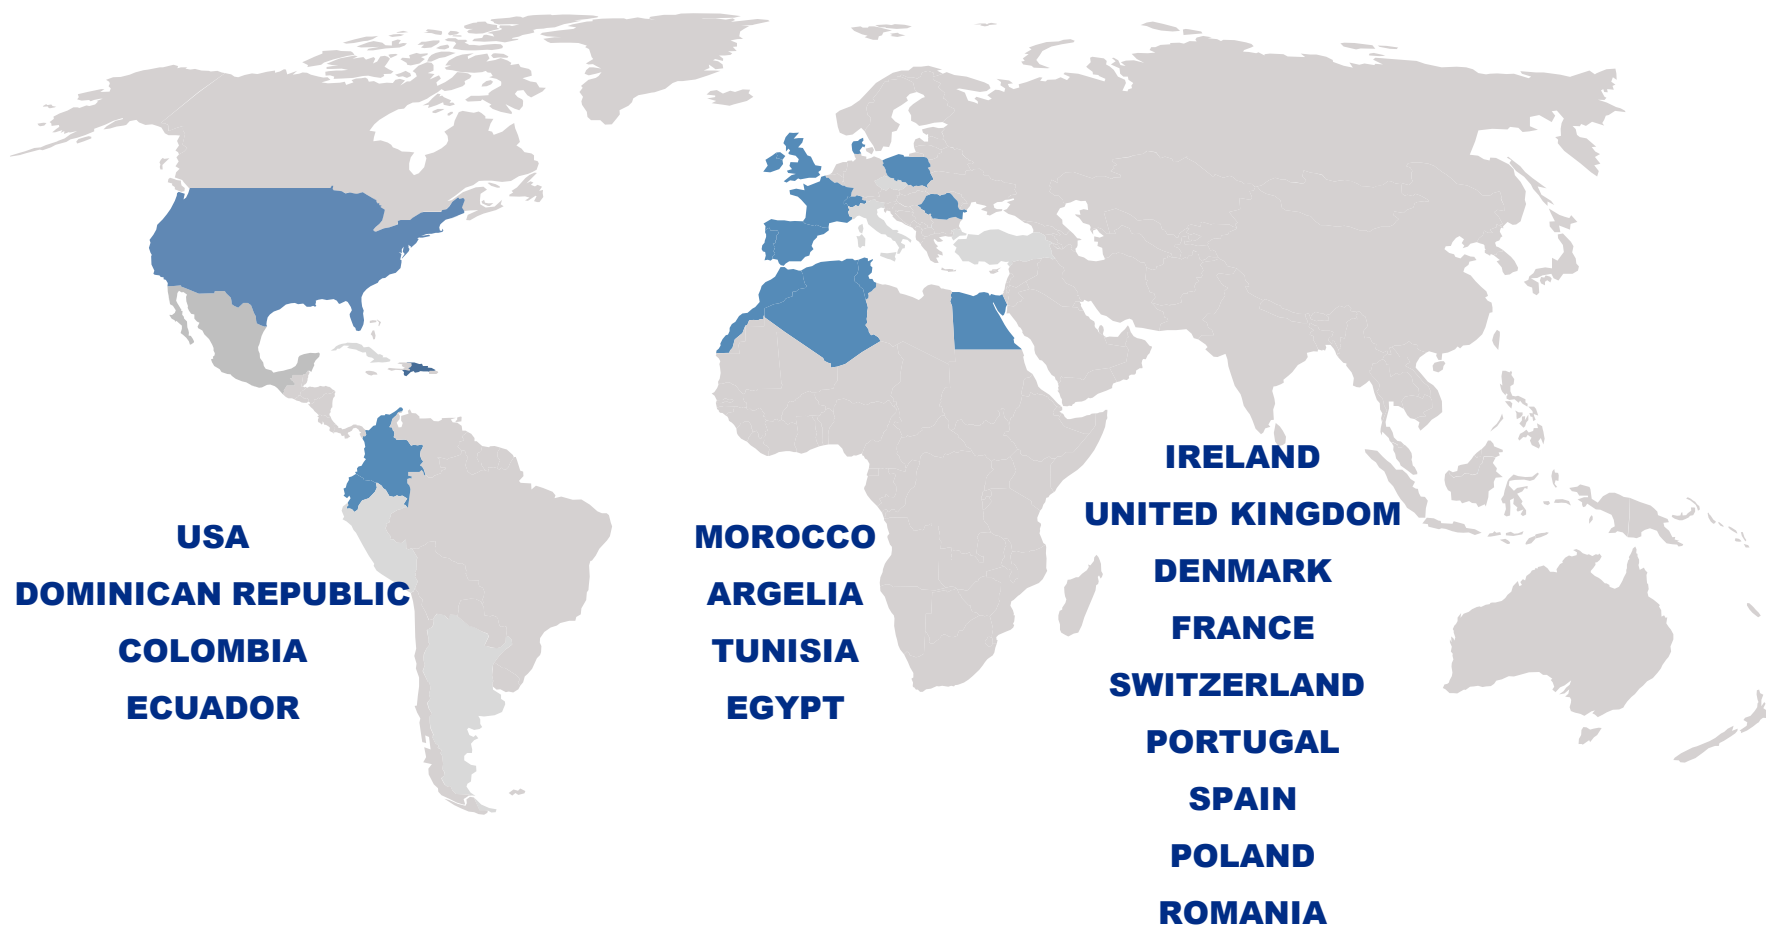 USA
DOMINICAN REPUBLIC
COLOMBIA
ECUADOR
MOROCCO
ARGELIA
TUNISIA
EGYPT
IRELAND
UNITED KINGDOM
DENMARK
FRANCE
SWITZERLAND
PORTUGAL
SPAIN
POLAND
ROMANIA